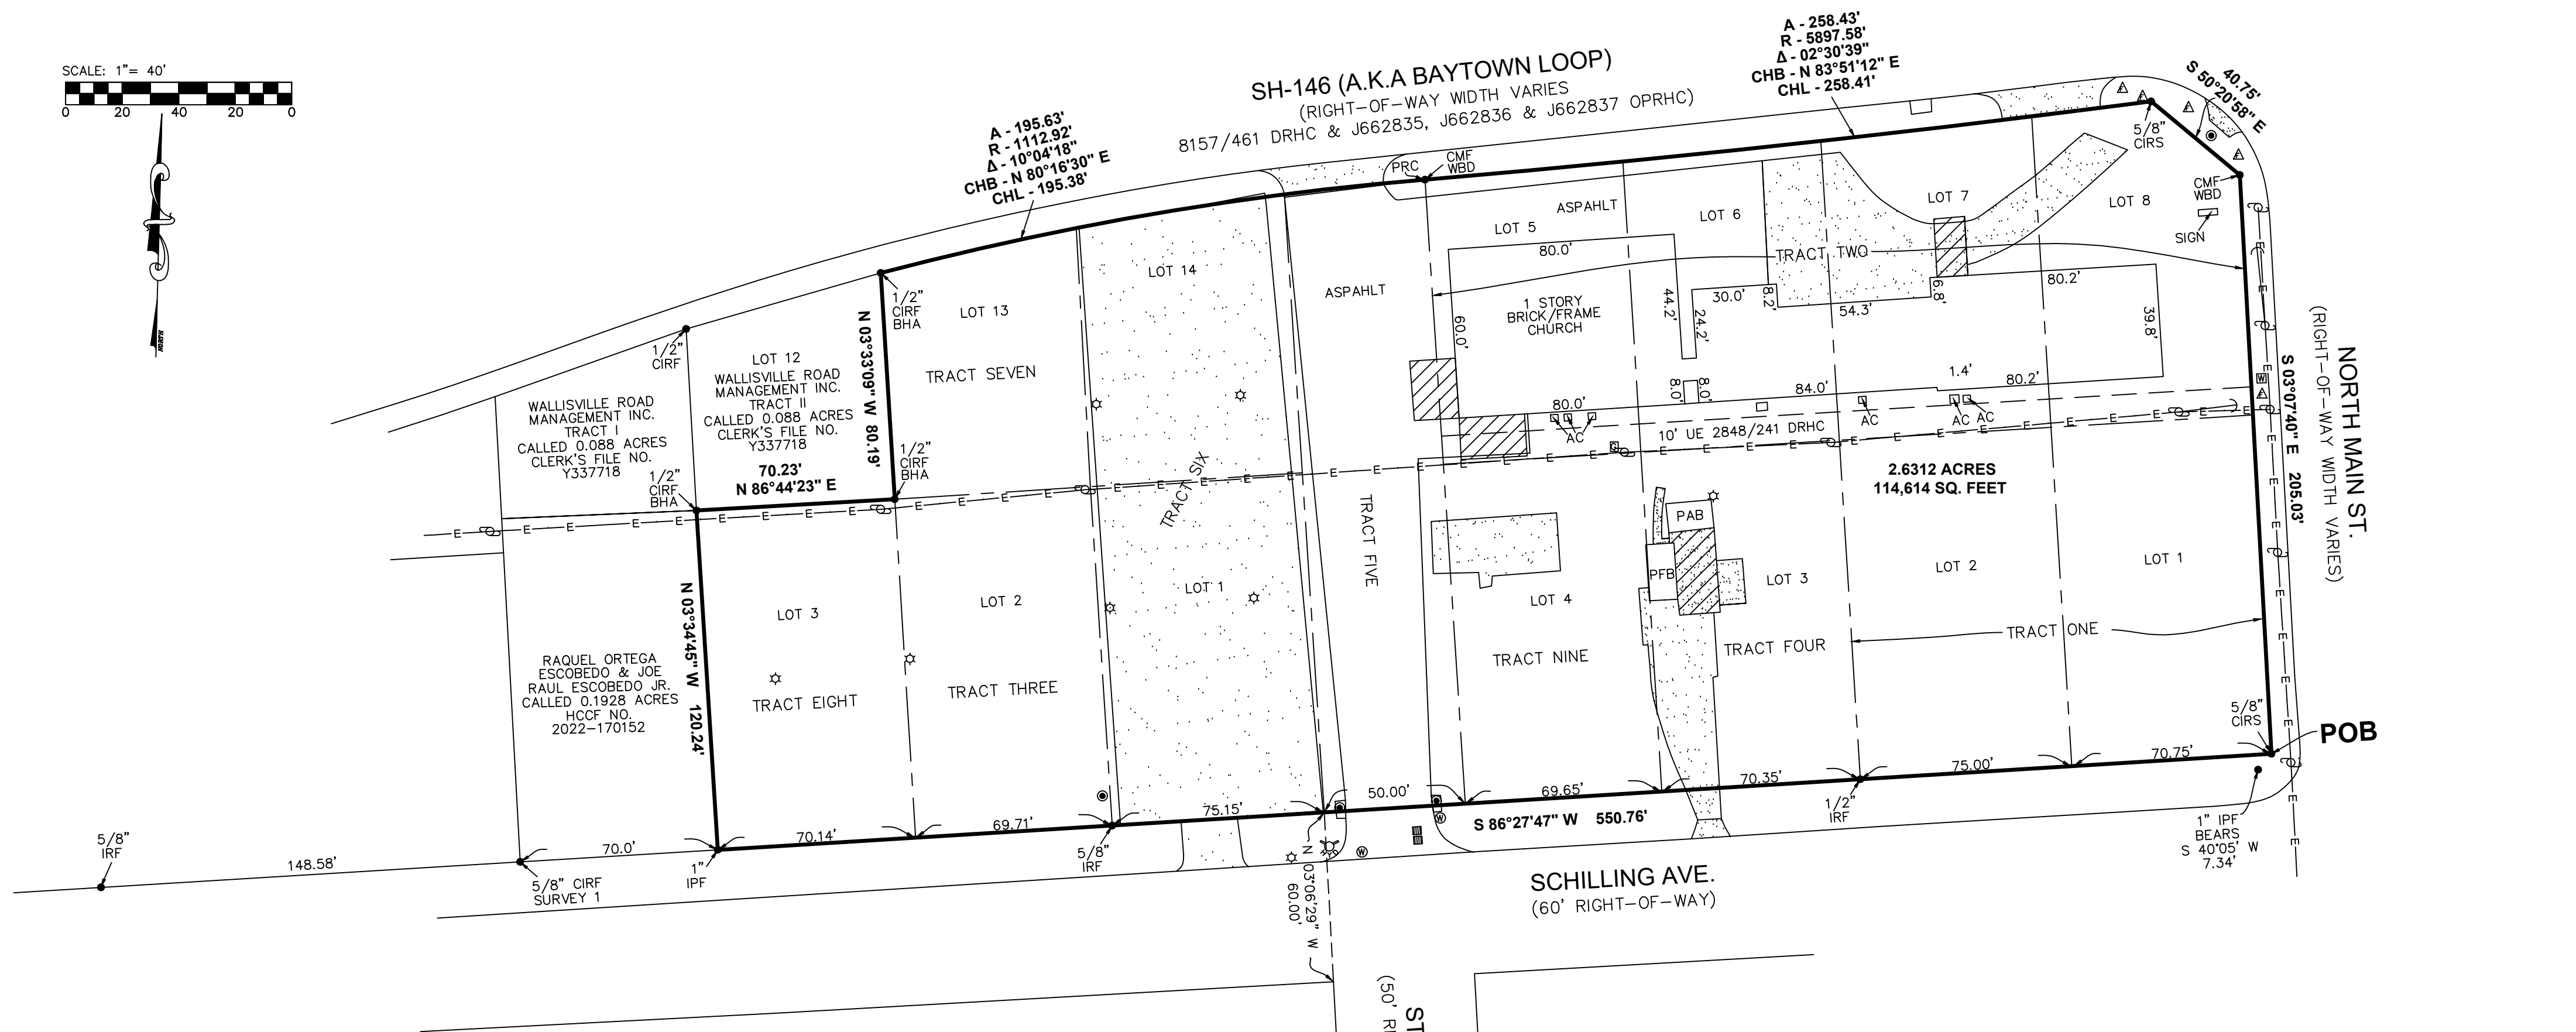 SCALE: 1"= 40'
0 20 40 20 0
A - 195.63'
R - 1112.92'
Δ - 10°04'18"
CHB - N 80°16'30" E
CHL - 195.38'
SH-146 (A.K.A BAYTOWN LOOP)
(RIGHT-OF-WAY WIDTH VARIES
8157/461 DRHC & J662835, J662836 & J662837 OPRHC)
A - 258.43'
R - 5897.58'
Δ - 02°30'39"
CHB - N 83°51'12" E
CHL - 258.41'
40.75'
S 50°20'58" E
5/8"
CIRS
CMF
WBD
SIGN
PRC
CMF
WBD
LOT 5
ASPAHLT
LOT 6
LOT 7
LOT 8
TRACT TWO
80.0'
30.0'
8.2'
54.3'
6.8'
80.2'
39.8'
44.2'
24.2'
60.0'
1 STORY
BRICK/FRAME
CHURCH
ASPAHLT
8.0'
8.0'
80.0'
84.0'
1.4'
80.2'
AC
AC
AC
AC
10' UE 2848/241 DRHC
2.6312 ACRES
114,614 SQ. FEET
S 03°07'40" E 205.03'
NORTH MAIN ST.
(RIGHT-OF-WAY WIDTH VARIES)
1/2"
CIRF
1/2"
CIRF
BHA
LOT 13
TRACT SEVEN
LOT 14
N 03°33'09" W 80.19'
LOT 12
WALLISVILLE ROAD
MANAGEMENT INC.
TRACT II
CALLED 0.088 ACRES
CLERK'S FILE NO.
Y337718
WALLISVILLE ROAD
MANAGEMENT INC.
TRACT I
CALLED 0.088 ACRES
CLERK'S FILE NO.
Y337718
70.23'
N 86°44'23" E
1/2"
CIRF
BHA
1/2"
CIRF
BHA
TRACT SIX
TRACT FIVE
PAB
PFB
LOT 3
LOT 2
LOT 1
LOT 4
LOT 3
LOT 2
LOT 1
TRACT EIGHT
TRACT THREE
TRACT NINE
TRACT FOUR
TRACT ONE
N 03°34'45" W 120.24'
RAQUEL ORTEGA
ESCOBEDO & JOE
RAUL ESCOBEDO JR.
CALLED 0.1928 ACRES
HCCF NO.
2022-170152
5/8"
CIRS
POB
5/8"
IRF
148.58'
70.0'
70.14'
69.71'
75.15'
50.00'
69.65'
70.35'
75.00'
70.75'
S 86°27'47" W 550.76'
5/8" CIRF
SURVEY 1
1"
IPF
5/8"
IRF
1/2"
IRF
1" IPF
BEARS
S 40°05' W
7.34'
N 03°06'29" W
60.00'
SCHILLING AVE.
(60' RIGHT-OF-WAY)
(50' RI
ST